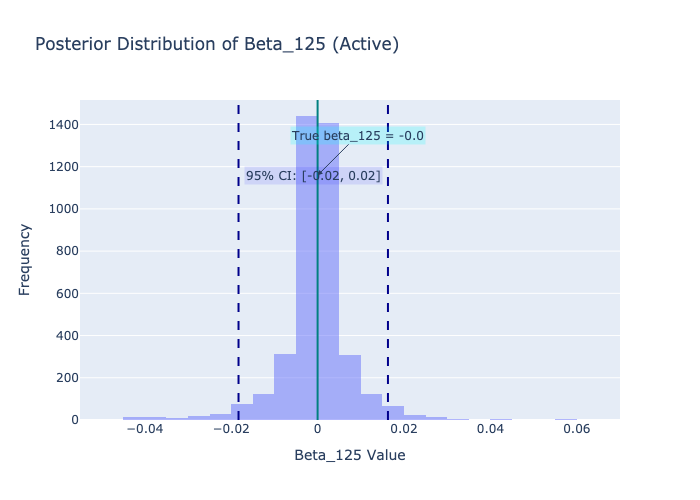 Posterior Distribution of Beta_125 (Active)
1400
True beta_125 = -0.0
1200
95% CI: [-0.02, 0.02]
1000
800
600
400
200
0
Frequency
−0.04
−0.02
0
0.02
0.04
0.06
Beta_125 Value